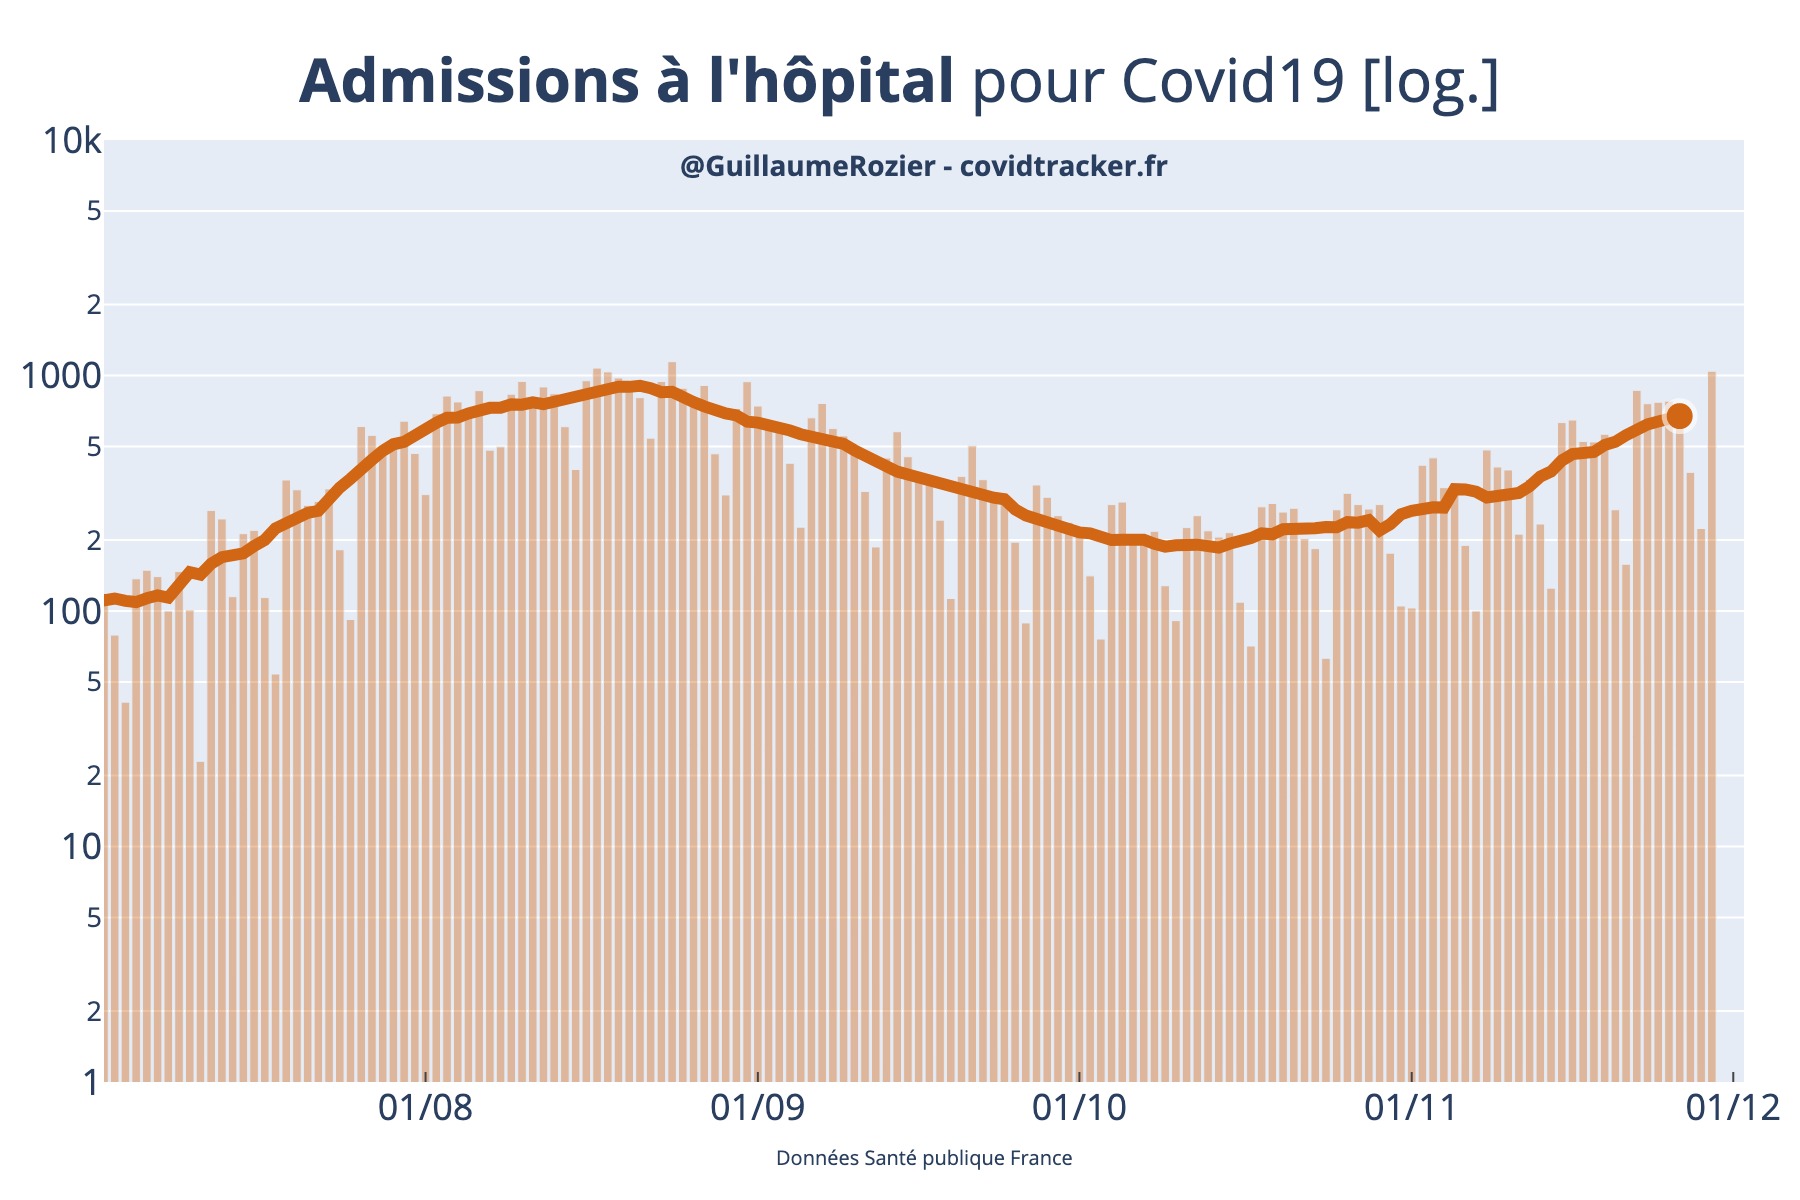 Admissions à l'hôpital pour Covid19 [log.]
@GuillaumeRozier - covidtracker.fr
10k
5
2
1000
5
2
100
5
2
10
5
2
1
01/08 01/09 01/10 01/11 01/12
Données Santé publique France